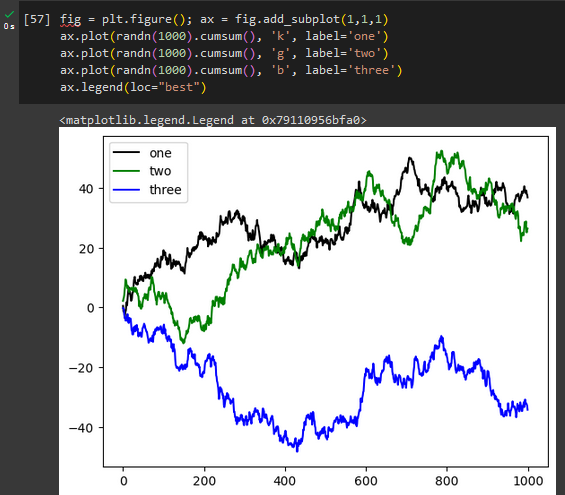 [57] fig = plt.figure(); ax = fig.add_subplot(1,1,1)
0s
ax.plot(randn(1000).cumsum(), 'k', label='one')
ax.plot(randn(1000).cumsum(), 'g', label='two')
ax.plot(randn(1000).cumsum(), 'b', label='three')
ax.legend(loc="best")
<matplotlib.legend.Legend at 0x79110956bfa0>
one
two
three
40
20
0
−20
−40
0 200 400 600 800 1000